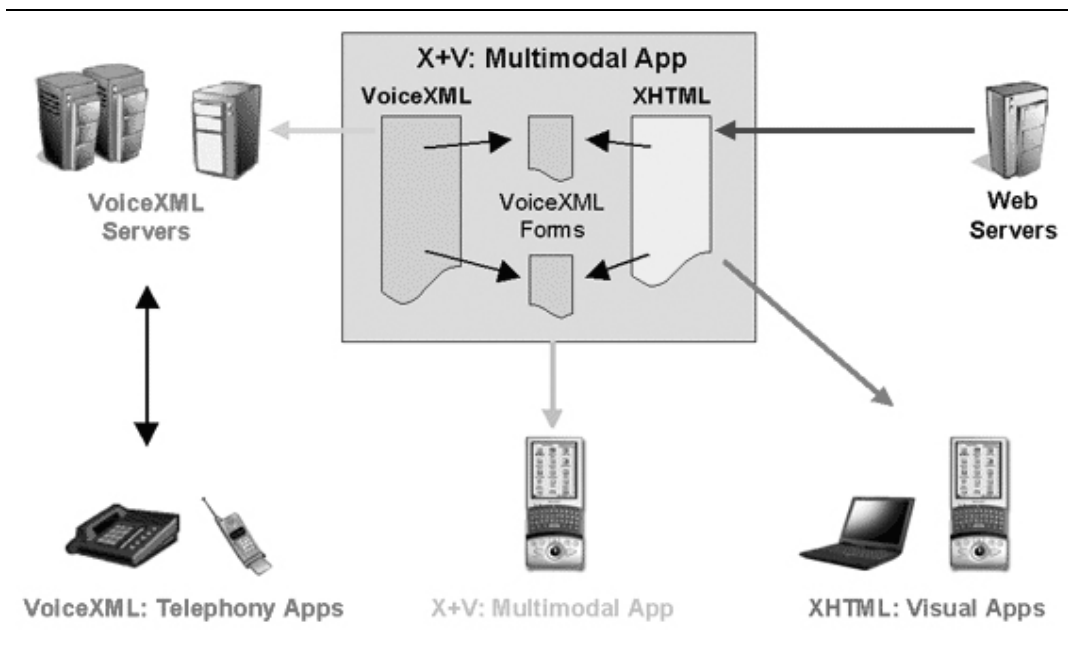 X+V: Multimodal App
VoiceXML
XHTML
VoiceXML
Forms
VoiceXML
Servers
Web
Servers
VoiceXML: Telephony Apps
X+V: Multimodal App
XHTML: Visual Apps